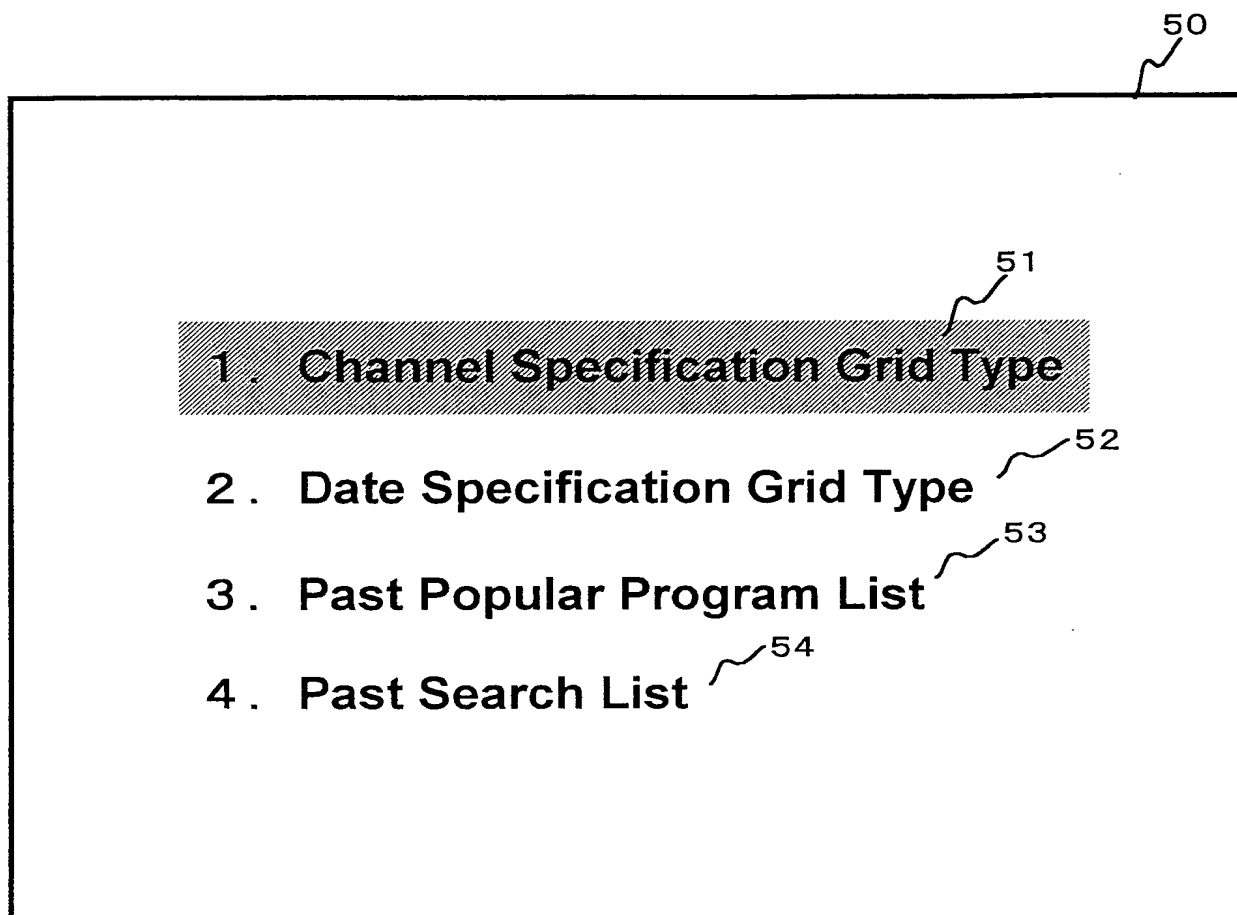 50
51
1. Channel Specification Grid Type
52
2. Date Specification Grid Type
53
3. Past Popular Program List
54
4. Past Search List